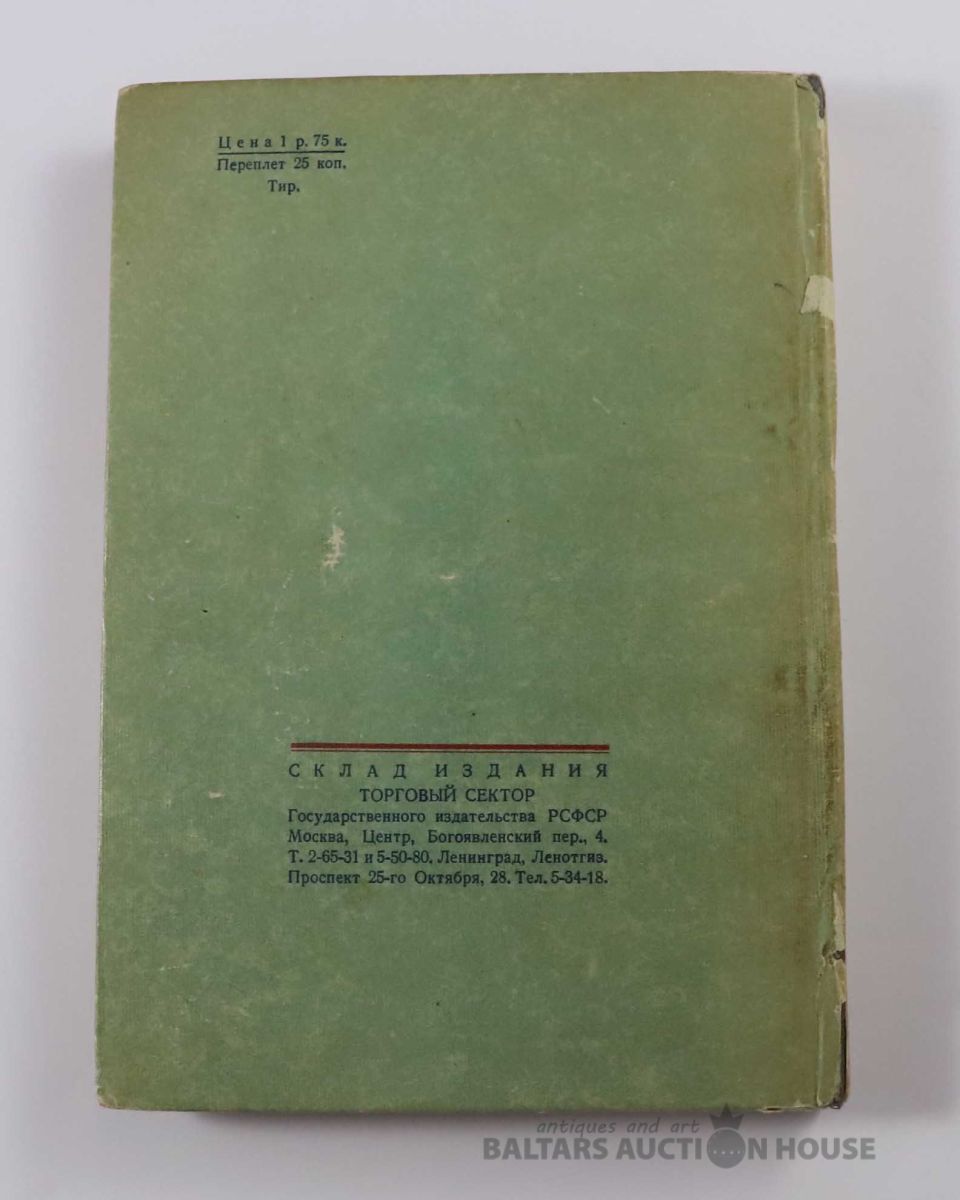 Цена 1 р. 75 к.
Переплет 25 коп.
Тир.
СКЛАД ИЗДАНИЯ
ТОРГОВЫЙ СЕКТОР
Государственного издательства РСФСР
Москва, Центр, Богоявленский пер., 4.
Т. 2-65-31 и 5-50-80. Ленинград, Ленотгиз.
Проспект 25-го Октября, 28. Тел. 5-34-18.
antiques and art
BALTARS AUCTION HOUSE